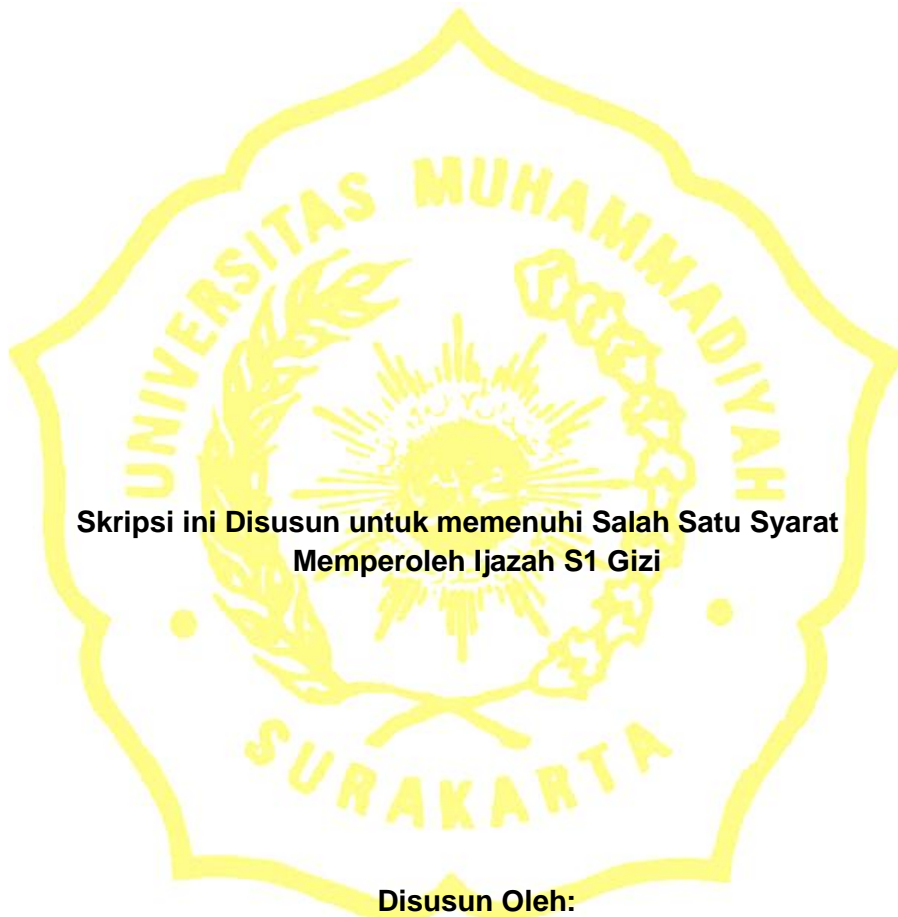 UNIVERSITAS MUHAMMADIYAH
Skripsi ini Disusun untuk memenuhi Salah Satu Syarat
Memperoleh Ijazah S1 Gizi
SURAKARTA
Disusun Oleh: